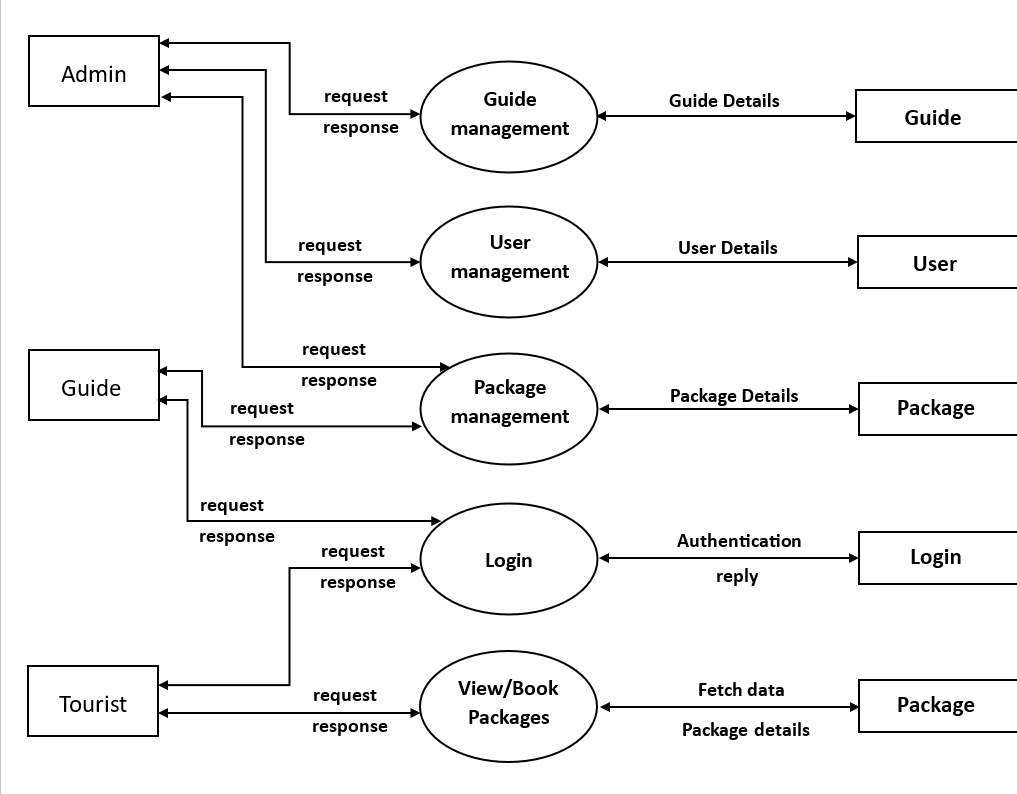 Admin
request
response
Guide
management
Guide Details
Guide
request
response
User
management
User Details
User
request
response
Guide
request
response
Package
management
Package Details
Package
request
response
request
response
Login
Authentication
reply
Login
Tourist
request
response
View/Book
Packages
Fetch data
Package details
Package